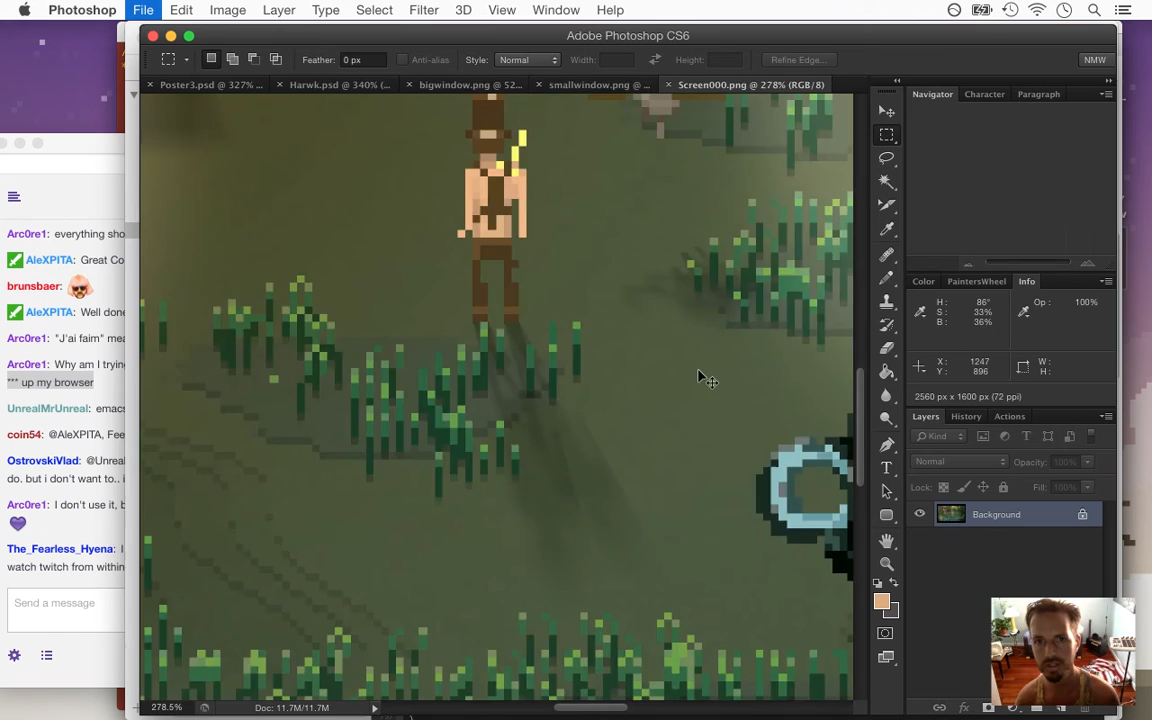 Photoshop File Edit Image Layer Type Select Filter 3D View Window Help
Adobe Photoshop CS6
Feather: 0 px Anti-alias Style: Normal Width: Height: Refine Edge... NMW
Poster3.psd @ 327% ... Harwk.psd @ 340% (... bigwindow.png @ 52... smallwindow.png @ ... Screen000.png @ 278% (RGB/8)
Navigator Character Paragraph
Color PaintersWheel Info
H: 86°
S: 33%
B: 36%
Op: 100%
X: 1247
Y: 896
W:
H:
2560 px x 1600 px (72 ppi)
Layers History Actions
Kind
Normal Opacity: 100%
Lock: Fill: 100%
Background
278.5% Doc: 11.7M/11.7M
Arc0re1: everything sho
AleXPITA: Great Co
brunsbaer:
AleXPITA: Well done
Arc0re1: "J'ai faim" mea
Arc0re1: Why am I tryin
*** up my browser
UnrealMrUnreal: emacs
coin54: @AleXPITA, Fee
OstrovskiVlad: @Unreal
do. but i don't want to.. i
Arc0re1: I don't use it, b
The_Fearless_Hyena: I
watch twitch from within
Send a message